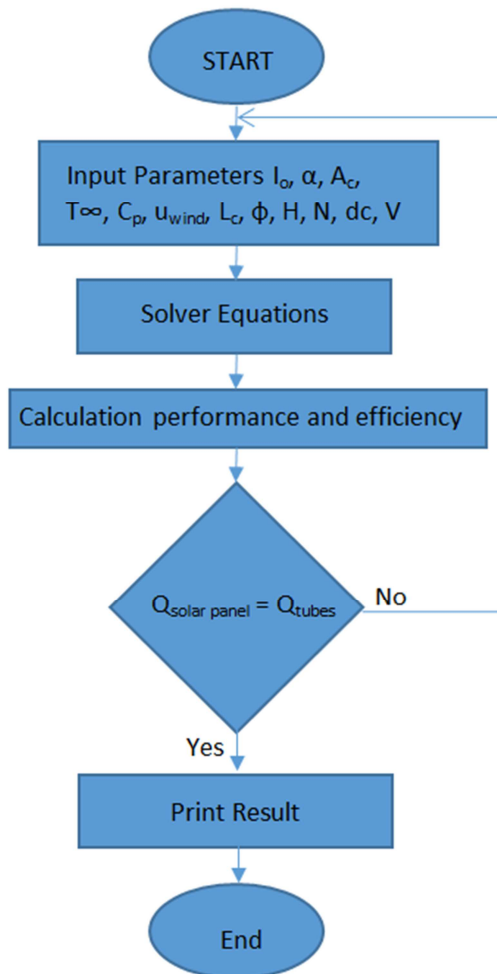 START
Input Parameters Iₒ, α, A꜀,
T∞, Cₚ, u_wind, L꜀, ϕ, H, N, dc, V
Solver Equations
Calculation performance and efficiency
Q_solar panel = Q_tubes
No
Yes
Print Result
End